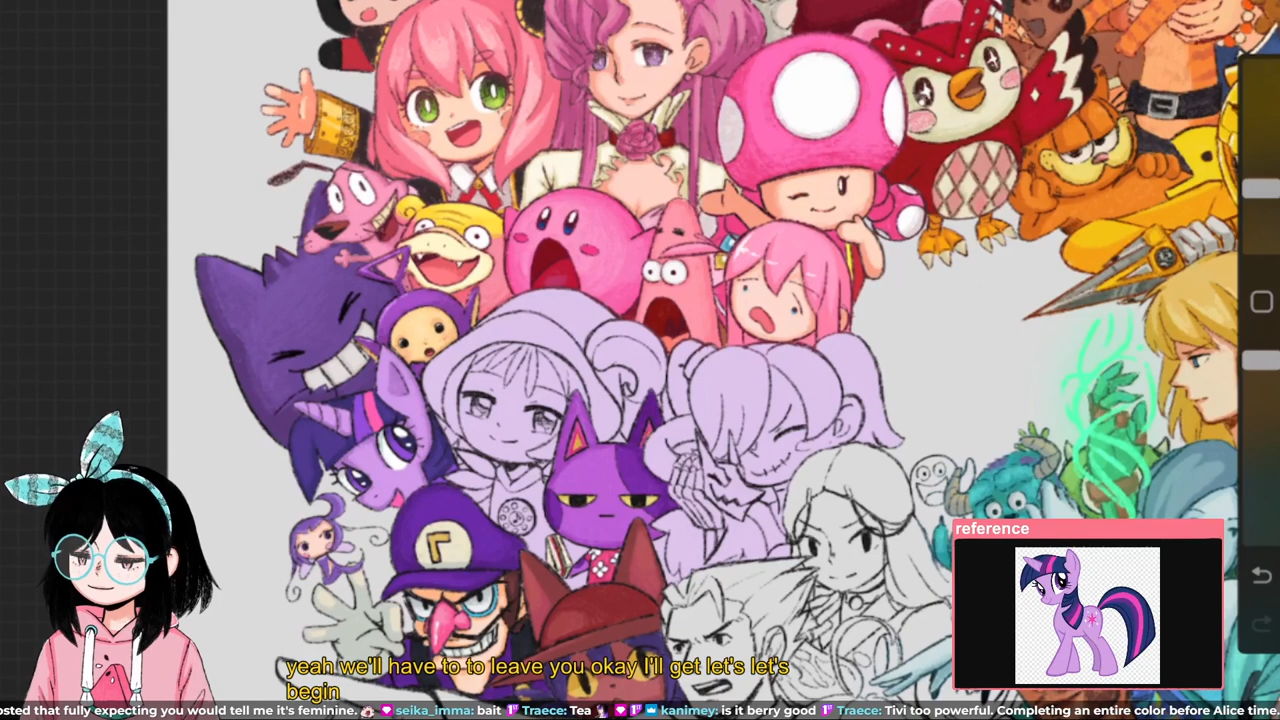 reference
yeah we'll have to to leave you okay I'll get let's let's
begin
osted that fully expecting you would tell me it's feminine. seika_imma: bait Traece: Tea kanimey: is it berry good Traece: Tivi too powerful. Completing an entire color before Alice time.